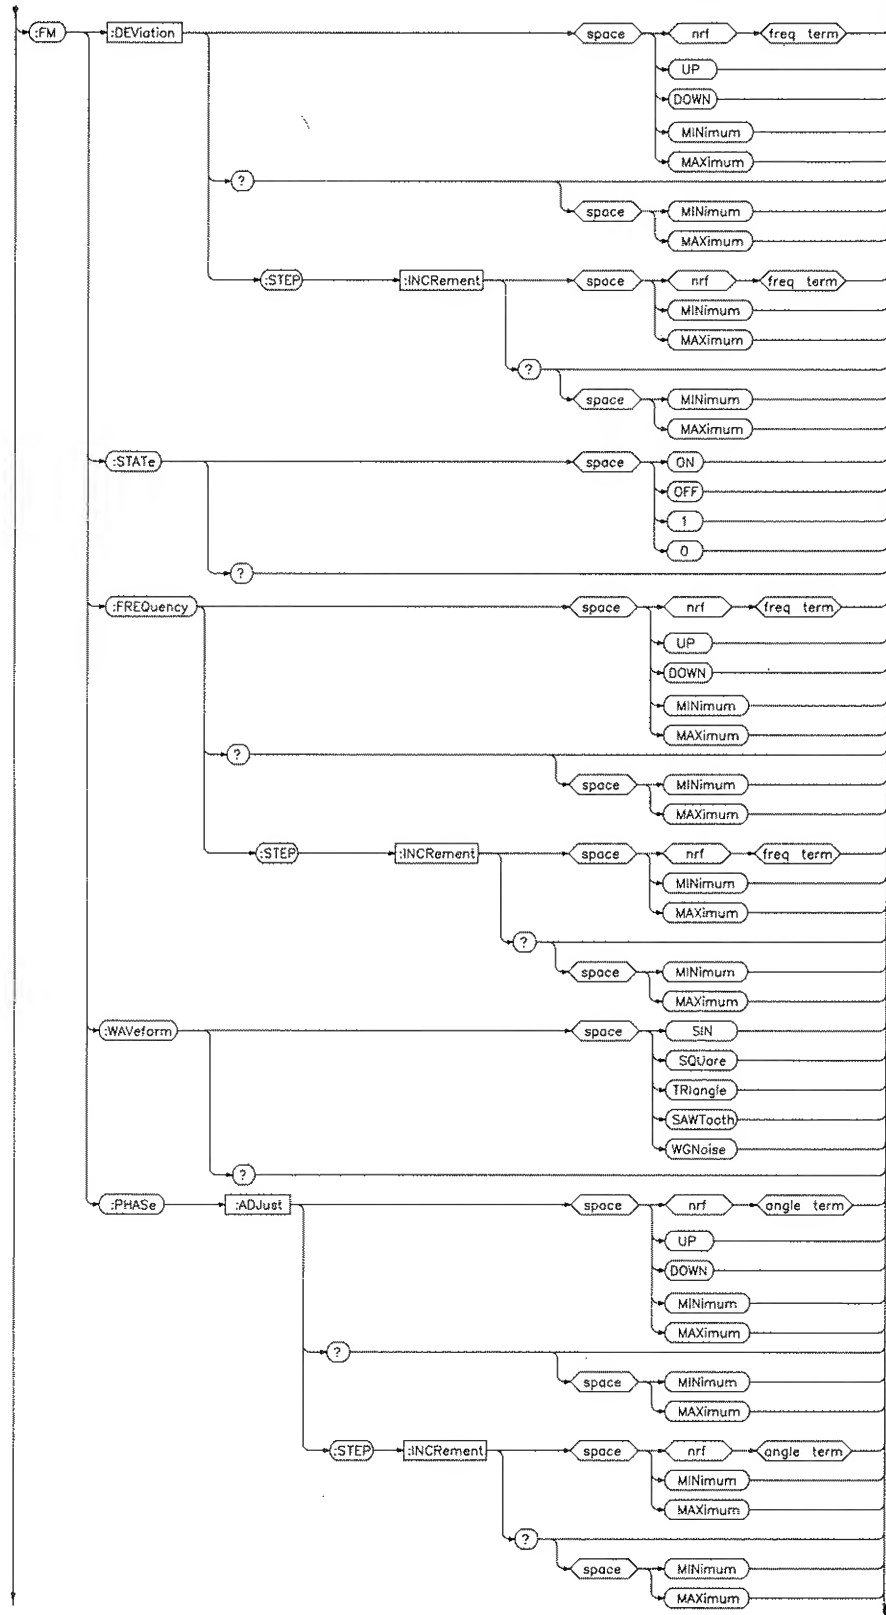 :FM :DEViation space nrf freq term
UP
DOWN
MINimum
MAXimum
?
space MINimum
MAXimum
:STEP :INCRement space nrf freq term
MINimum
MAXimum
?
space MINimum
MAXimum
:STATe space ON
OFF
1
0
?
:FREQuency space nrf freq term
UP
DOWN
MINimum
MAXimum
?
space MINimum
MAXimum
:STEP :INCRement space nrf freq term
MINimum
MAXimum
?
space MINimum
MAXimum
:WAVeform space SIN
SQUare
TRIangle
SAWTooth
WGNoise
?
:PHASe :ADJust space nrf angle term
UP
DOWN
MINimum
MAXimum
?
space MINimum
MAXimum
:STEP :INCRement space nrf angle term
MINimum
MAXimum
?
space MINimum
MAXimum